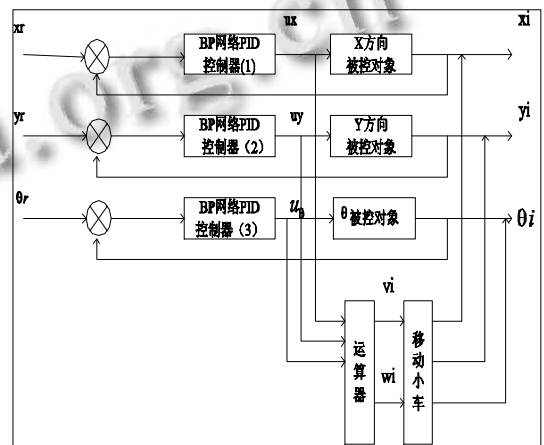 xr
ux
xi
BP网络PID
控制器(1)
X方向
被控对象
yr
uy
yi
BP网络PID
控制器（2）
Y方向
被控对象
θr
uθ
θi
BP网络PID
控制器（3）
θ被控对象
vi
wi
运算器
移动小车